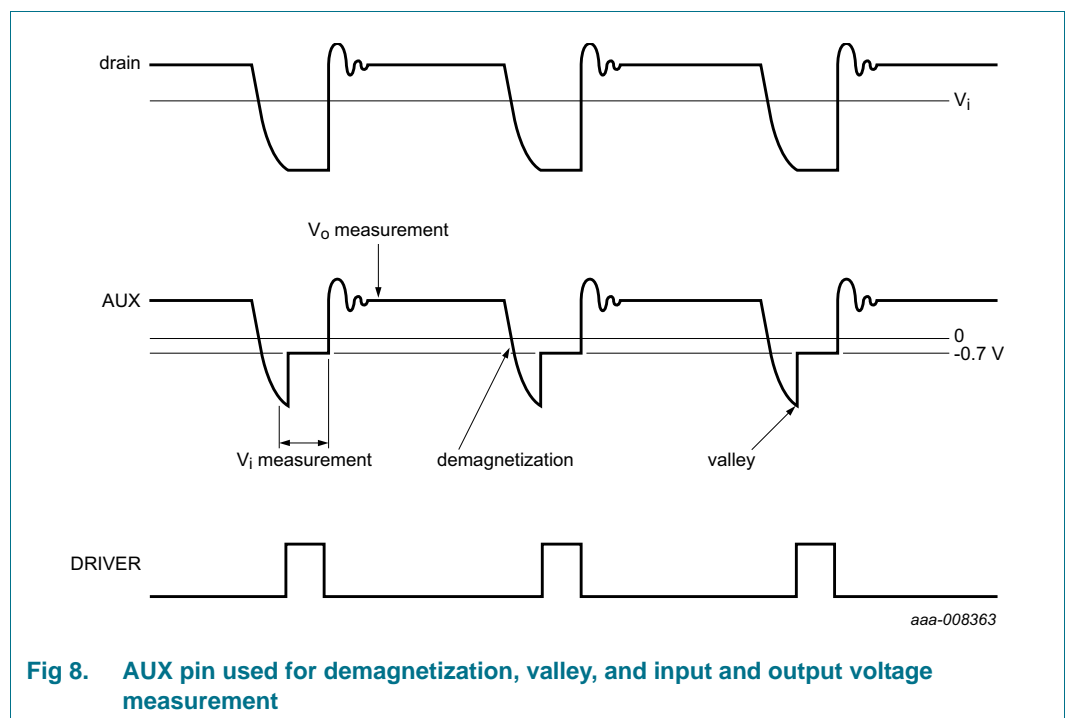 drain
Vi
Vo measurement
AUX
0
-0.7 V
Vi measurement
demagnetization
valley
DRIVER
aaa-008363
Fig 8. AUX pin used for demagnetization, valley, and input and output voltage
measurement